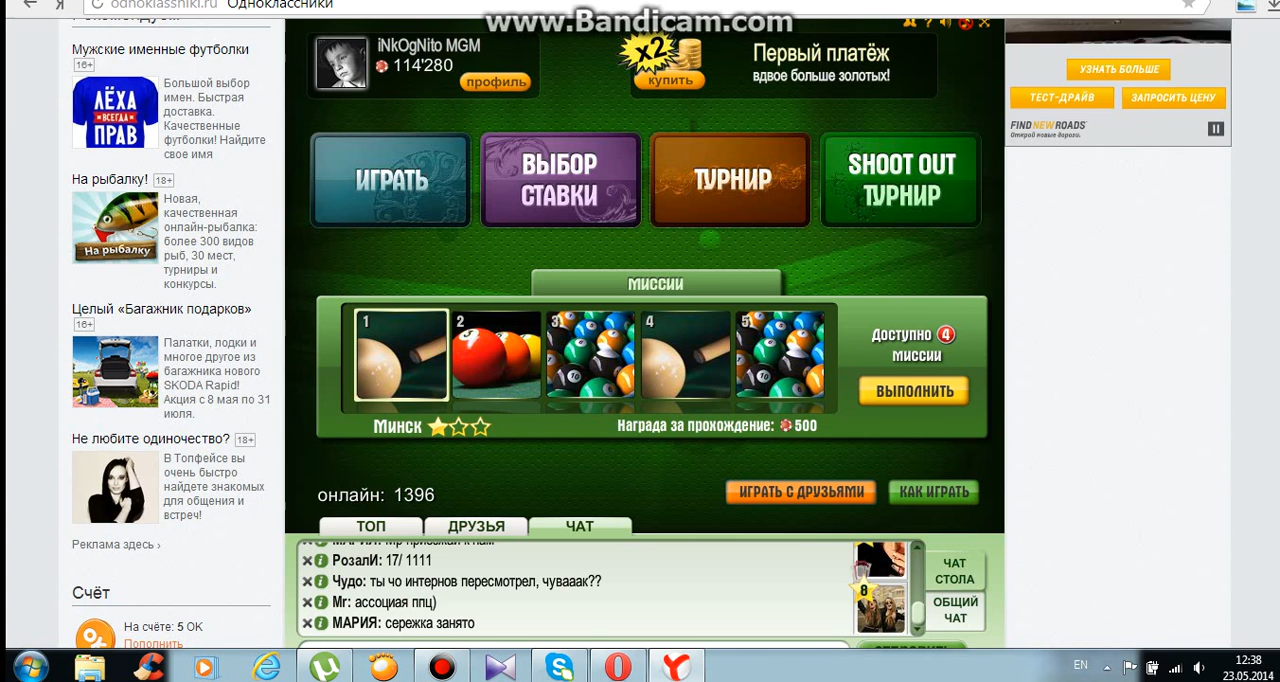 odnoklassniki.ru Одноклассники
www.Bandicam.com
Мужские именные футболки
16+
ЛЁХА
ВСЕГДА
ПРАВ
Большой выбор
имен. Быстрая
доставка.
Качественные
футболки! Найдите
свое имя
На рыбалку! 18+
На рыбалку
Новая,
качественная
онлайн-рыбалка:
более 300 видов
рыб, 30 мест,
турниры и
конкурсы.
Целый «Багажник подарков»
16+
Палатки, лодки и
многое другое из
багажника нового
SKODA Rapid!
Акция с 8 мая по 31
июля.
Не любите одиночество? 18+
В Топфейсе вы
очень быстро
найдете знакомых
для общения и
встреч!
Реклама здесь ›
Счёт
На счёте: 5 ОК
Пополнить
iNkOgNito MGM
114'280
профиль
x2
купить
Первый платёж
вдвое больше золотых!
ИГРАТЬ
ВЫБОР
СТАВКИ
ТУРНИР
SHOOT OUT
ТУРНИР
МИССИИ
1 2 3 4 5
Доступно 4
миссии
ВЫПОЛНИТЬ
Минск
Награда за прохождение: 500
онлайн: 1396
ИГРАТЬ С ДРУЗЬЯМИ
КАК ИГРАТЬ
ТОП ДРУЗЬЯ ЧАТ
РозалИ: 17/ 1111
Чудо: ты чо интернов пересмотрел, чувааак??
Mr: ассоциая ппц)
МАРИЯ: сережка занято
8
ЧАТ
СТОЛА
ОБЩИЙ
ЧАТ
УЗНАТЬ БОЛЬШЕ
ТЕСТ-ДРАЙВ
ЗАПРОСИТЬ ЦЕНУ
FIND NEW ROADS
Открой новые дороги.
EN
12:38
23.05.2014